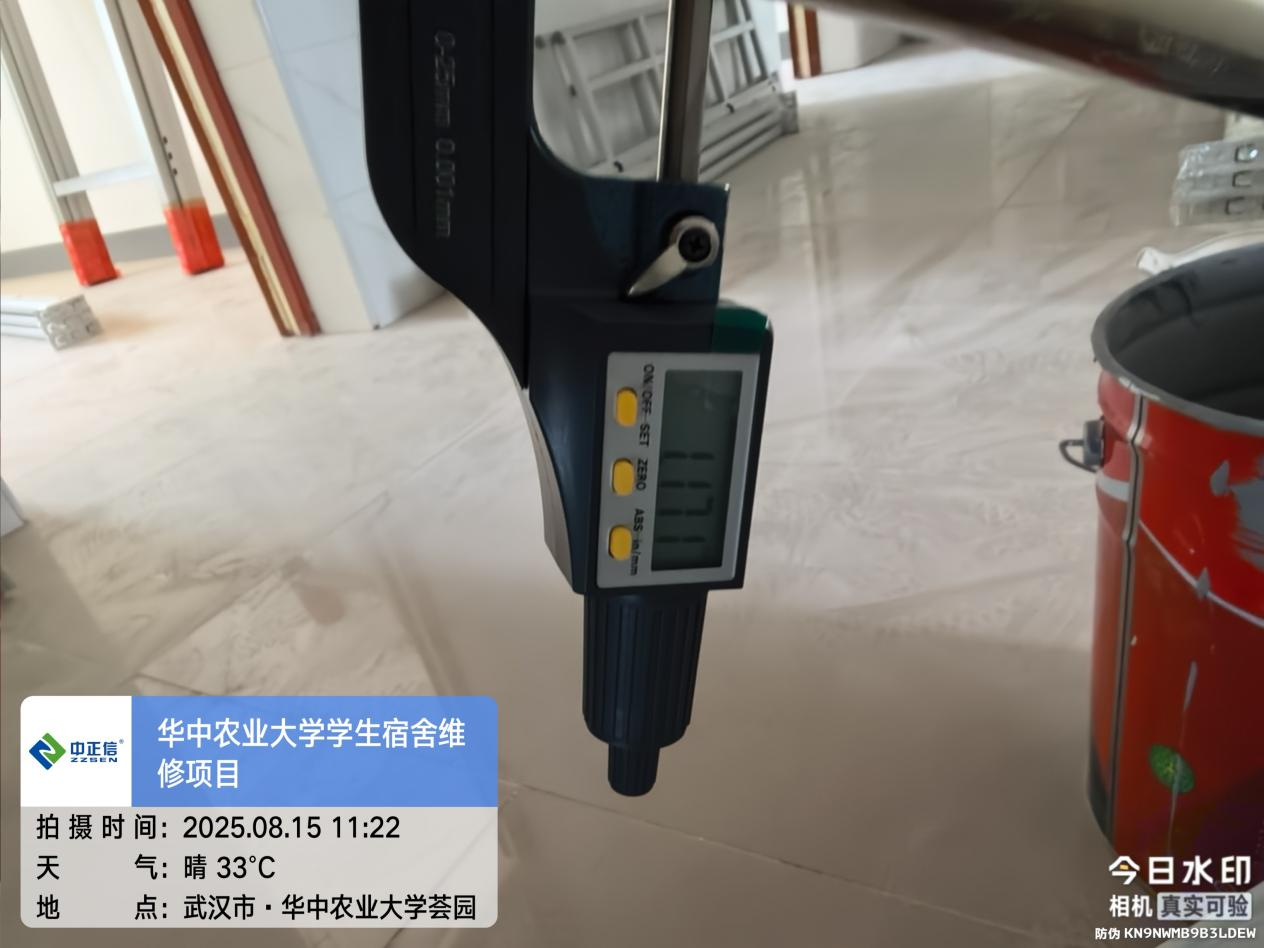 0-25mm 0.001mm
ON/OFF SET
ZERO
ABS in/mm
中正信®
ZZSEN
华中农业大学学生宿舍维
修项目
拍摄时间: 2025.08.15 11:22
天气: 晴 33°C
地点: 武汉市·华中农业大学荟园
今日水印
相机 真实可验
防伪 KN9NWMB9B3LDEW